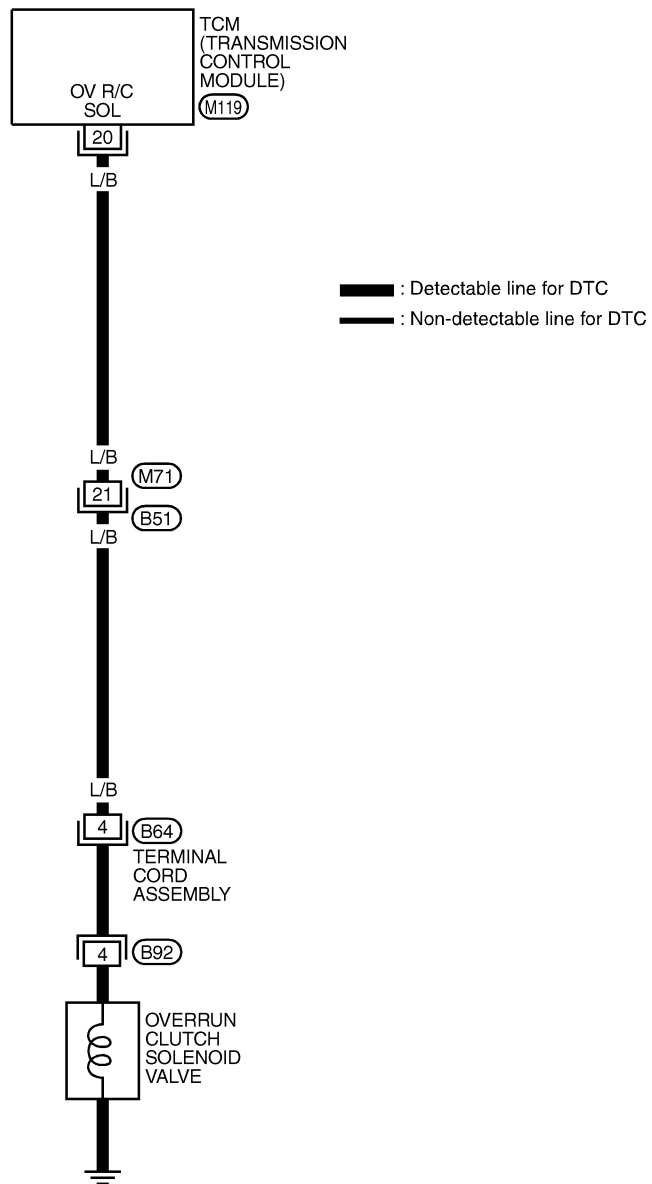 TCM
(TRANSMISSION
CONTROL
MODULE)
OV R/C
SOL
M119
20
L/B
: Detectable line for DTC
: Non-detectable line for DTC
L/B
M71
21
B51
L/B
L/B
4
B64
TERMINAL
CORD
ASSEMBLY
4
B92
OVERRUN
CLUTCH
SOLENOID
VALVE